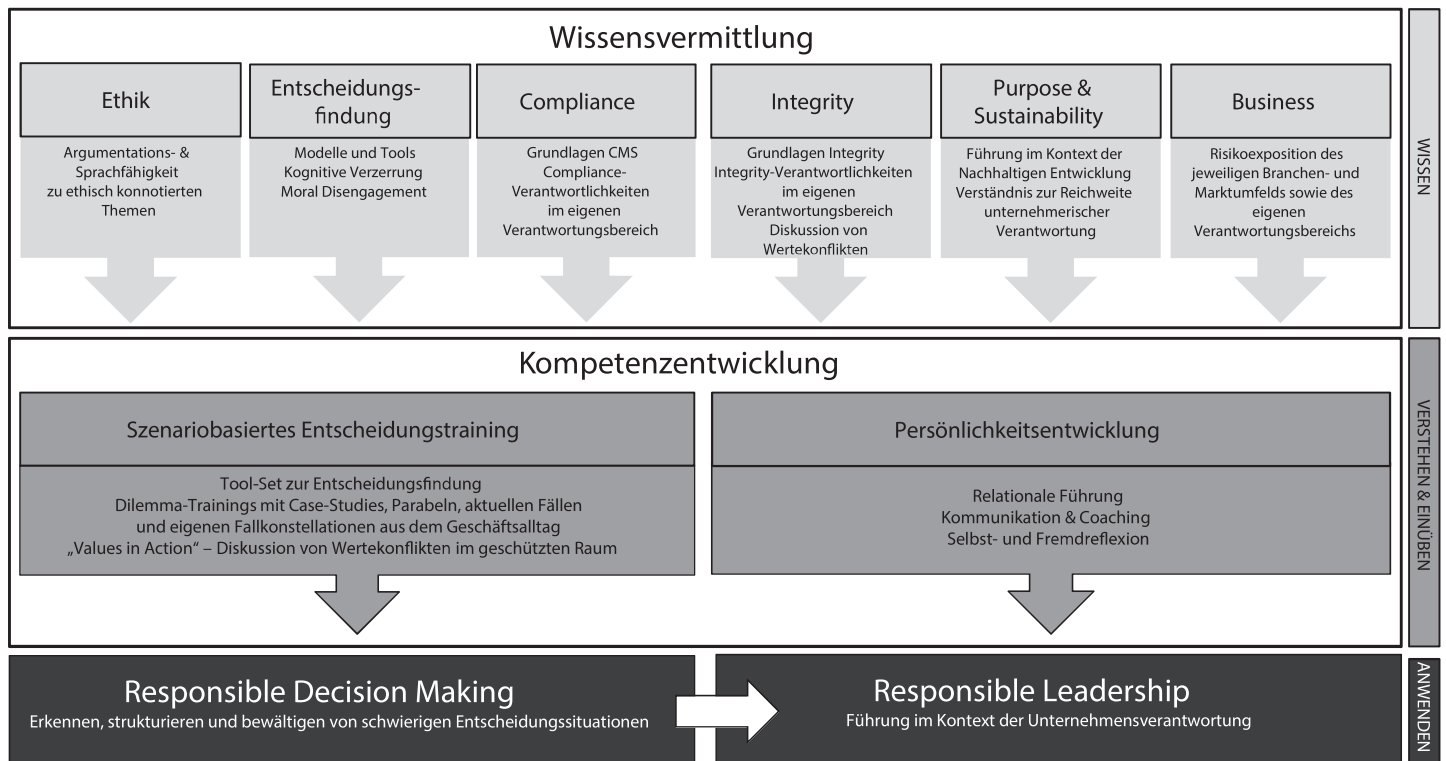 Wissensvermittlung
Ethik
Argumentations- &
Sprachfähigkeit
zu ethisch konnotierten
Themen
Entscheidungs-
findung
Modelle und Tools
Kognitive Verzerrung
Moral Disengagement
Compliance
Grundlagen CMS
Compliance-
Verantwortlichkeiten
im eigenen
Verantwortungsbereich
Integrity
Grundlagen Integrity
Integrity-Verantwortlichkeiten
im eigenen
Verantwortungsbereich
Diskussion von
Wertekonflikten
Purpose &
Sustainability
Führung im Kontext der
Nachhaltigen Entwicklung
Verständnis zur Reichweite
unternehmerischer
Verantwortung
Business
Risikoexposition des
jeweiligen Branchen- und
Marktumfelds sowie des
eigenen
Verantwortungsbereichs
WISSEN
Kompetenzentwicklung
Szenariobasiertes Entscheidungstraining
Tool-Set zur Entscheidungsfindung
Dilemma-Trainings mit Case-Studies, Parabeln, aktuellen Fällen
und eigenen Fallkonstellationen aus dem Geschäftsalltag
„Values in Action“ – Diskussion von Wertekonflikten im geschützten Raum
Persönlichkeitsentwicklung
Relationale Führung
Kommunikation & Coaching
Selbst- und Fremdreflexion
VERSTEHEN & EINÜBEN
Responsible Decision Making
Erkennen, strukturieren und bewältigen von schwierigen Entscheidungssituationen
Responsible Leadership
Führung im Kontext der Unternehmensverantwortung
ANWENDEN